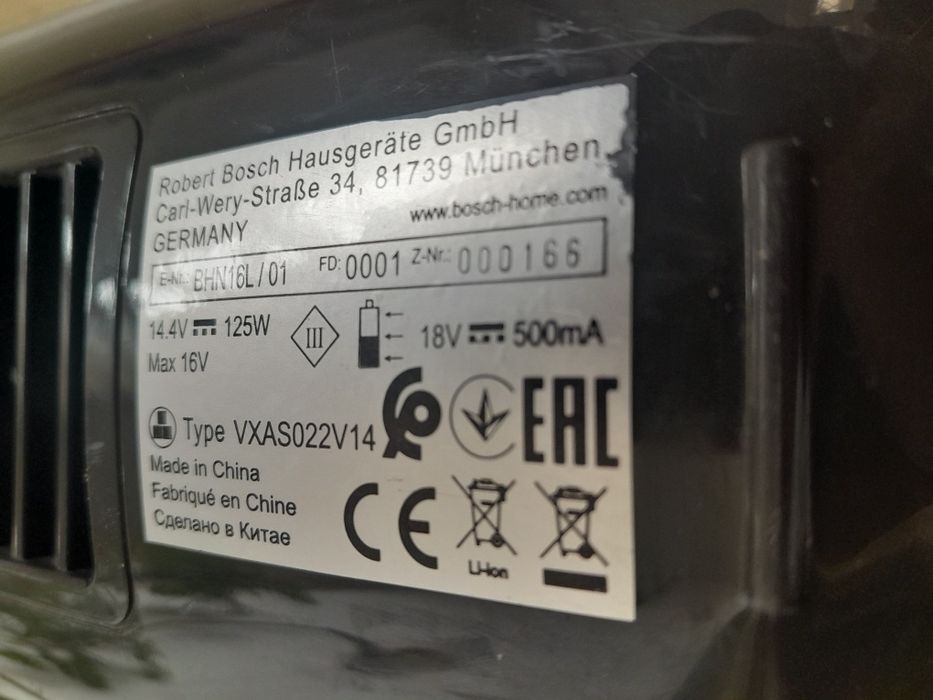 Robert Bosch Hausgeräte GmbH
Carl-Wery-Straße 34, 81739 München
GERMANY
www.bosch-home.com
E-Nr.: BHN16L/01 FD: 0001 Z-Nr.: 000166
14.4V 125W
Max 16V
III
18V 500mA
Type VXAS022V14
EAC
Made in China
Fabriqué en Chine
Сделано в Китае
CE
Li-Ion